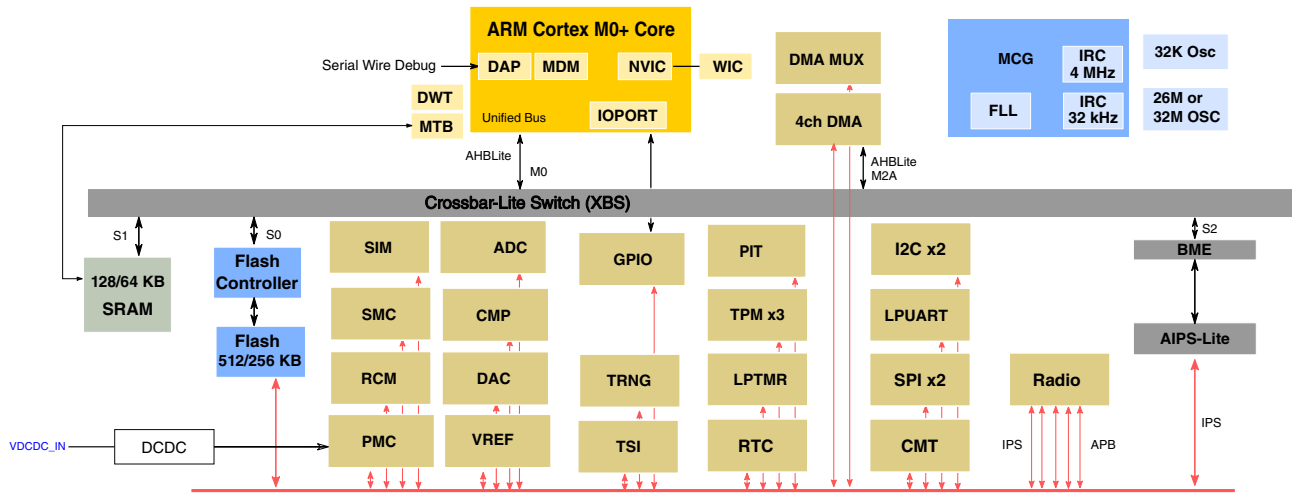 ARM Cortex M0+ Core
Serial Wire Debug
DAP
MDM
NVIC
WIC
DWT
MTB
Unified Bus
IOPORT
DMA MUX
4ch DMA
MCG
IRC
4 MHz
FLL
IRC
32 kHz
32K Osc
26M or
32M OSC
AHBLite
M0
AHBLite
M2A
Crossbar-Lite Switch (XBS)
S1
S0
S2
128/64 KB
SRAM
Flash
Controller
Flash
512/256 KB
SIM
SMC
RCM
PMC
ADC
CMP
DAC
VREF
GPIO
TRNG
TSI
PIT
TPM x3
LPTMR
RTC
I2C x2
LPUART
SPI x2
CMT
Radio
IPS
APB
BME
AIPS-Lite
IPS
VDCDC_IN
DCDC